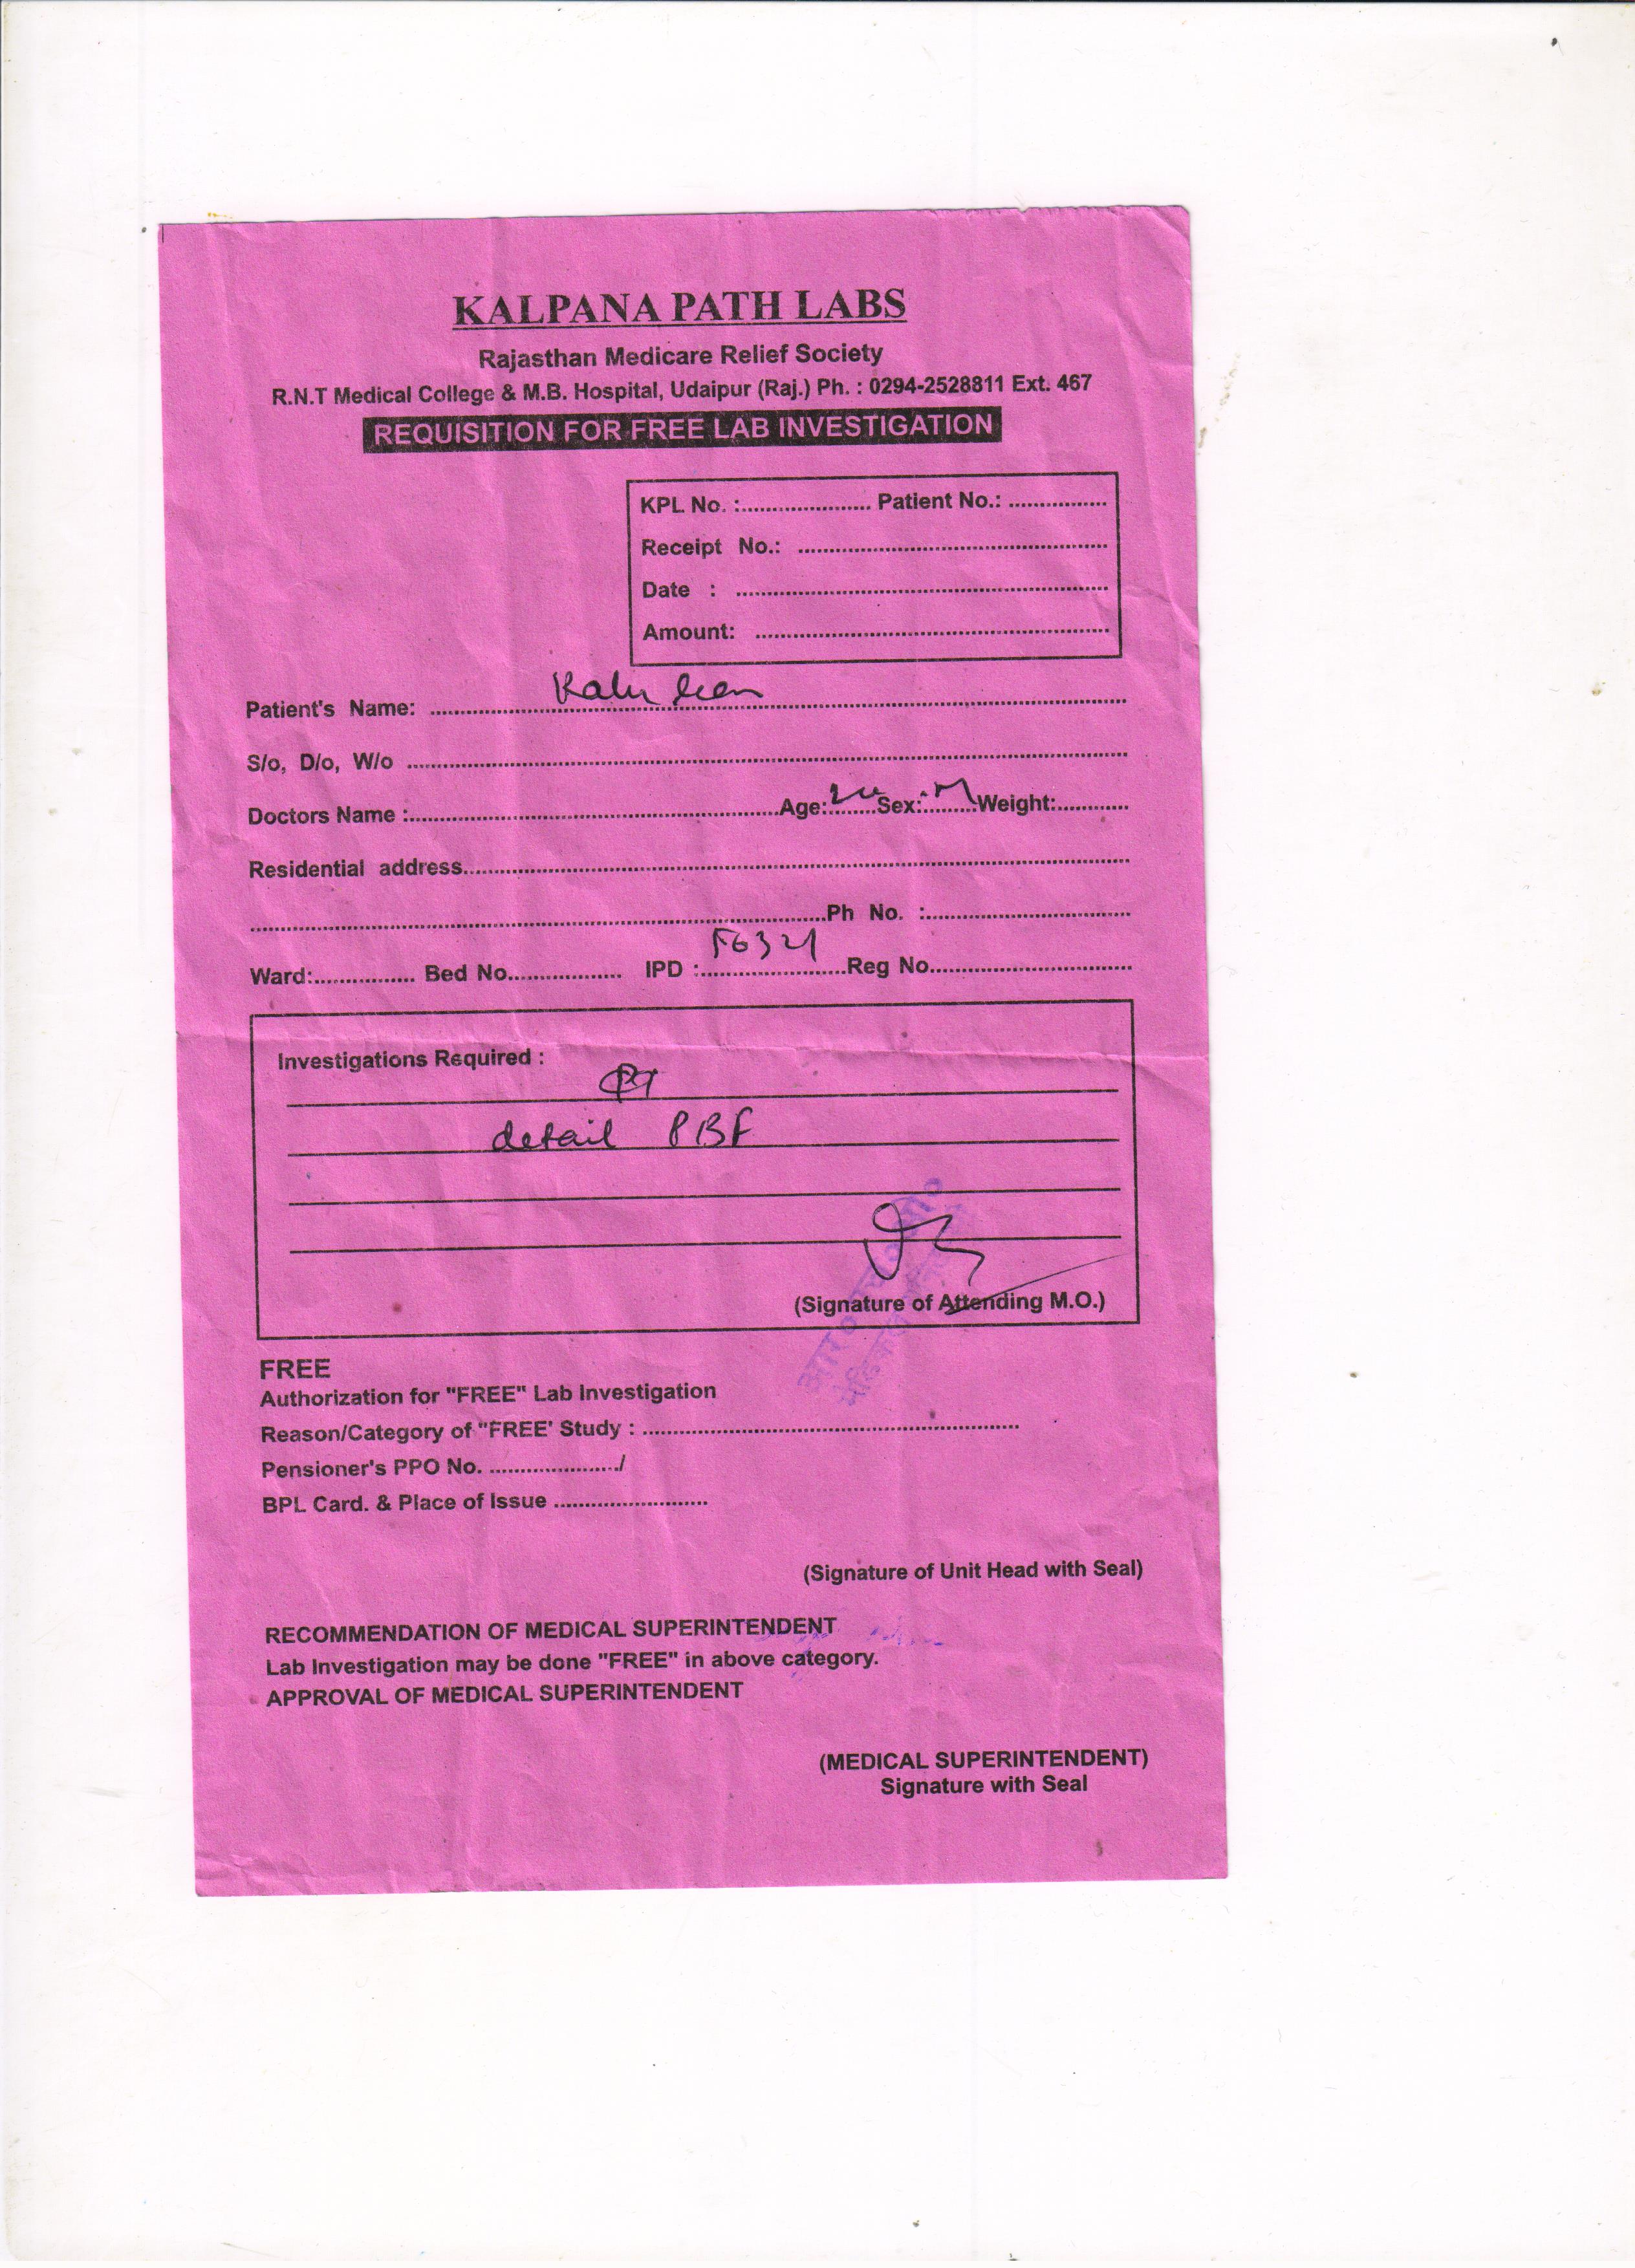 KALPANA PATH LABS
Rajasthan Medicare Relief Society
R.N.T Medical College & M.B. Hospital, Udaipur (Raj.) Ph. : 0294-2528811 Ext. 467
REQUISITION FOR FREE LAB INVESTIGATION
KPL No. :...................... Patient No.: .................
Receipt No.: .....................................................
Date : ................................................................
Amount: .............................................................
Patient's Name: Kalu
S/o, D/o, W/o ..........................................................
Doctors Name :................................Age:........Sex: M Weight:............
Residential address..........................................................
..........................................................Ph No. :...................................
Ward:................. Bed No................... IPD : 56321 Reg No...................................
Investigations Required :
detail PBF
(Signature of Attending M.O.)
FREE
Authorization for "FREE" Lab Investigation
Reason/Category of "FREE' Study : ..........................................................
Pensioner's PPO No. ......................./
BPL Card. & Place of Issue ..........................
(Signature of Unit Head with Seal)
RECOMMENDATION OF MEDICAL SUPERINTENDENT
Lab Investigation may be done "FREE" in above category.
APPROVAL OF MEDICAL SUPERINTENDENT
(MEDICAL SUPERINTENDENT)
Signature with Seal